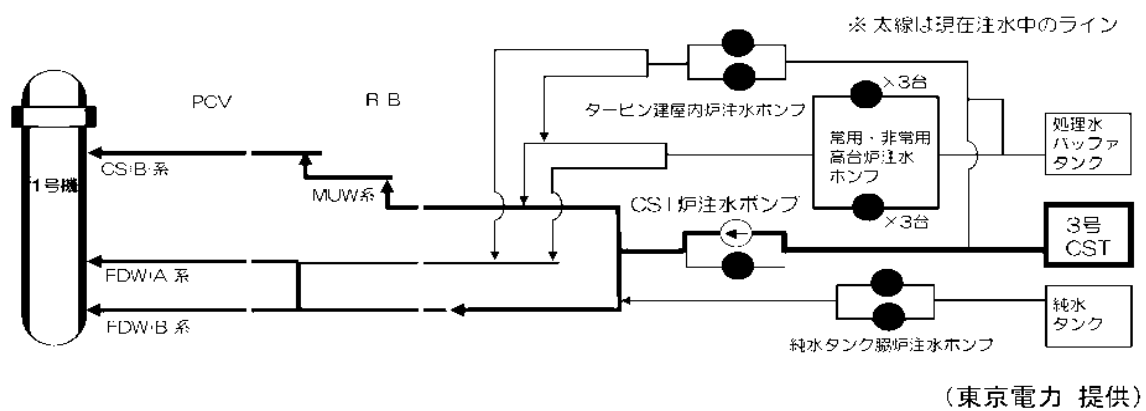 ※ 太線は現在注水中のライン
PCV
R B
タービン建屋内炉注水ポンプ
×3台
常用・非常用
高台炉注水
ポンプ
×3台
処理水
バッファ
タンク
1号機
CS・B・系
MUW系
CST炉注水ポンプ
3号
CST
FDW・A 系
FDW・B 系
純水タンク脇炉注水ポンプ
純水
タンク
（東京電力 提供）